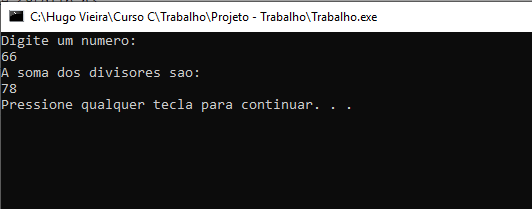 C:\Hugo Vieira\Curso C\Trabalho\Projeto - Trabalho\Trabalho.exe
Digite um numero:
66
A soma dos divisores sao:
78
Pressione qualquer tecla para continuar. . .